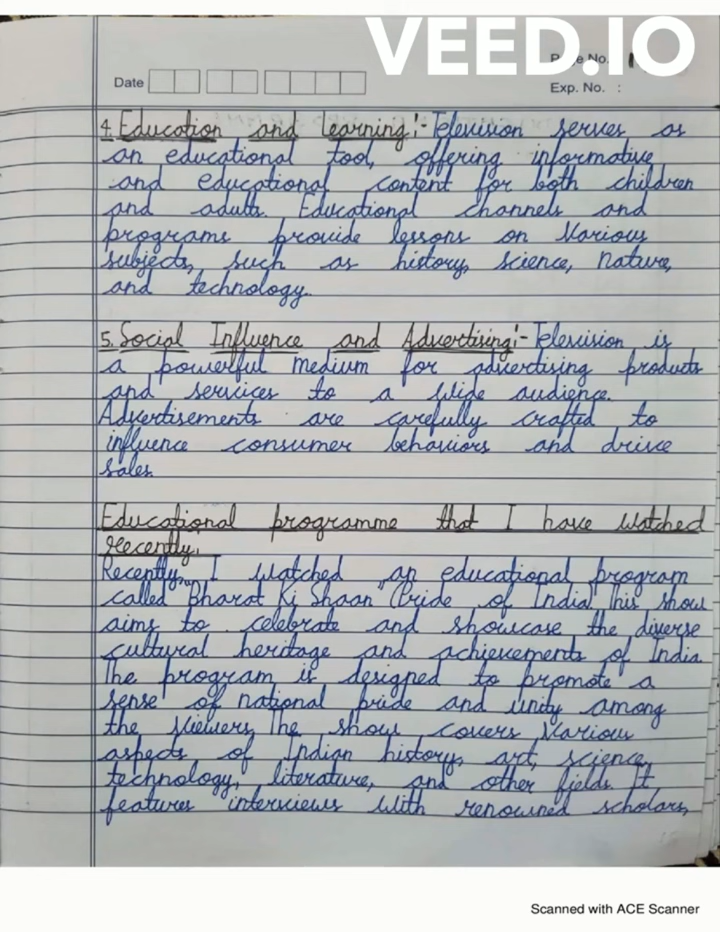 VEED.IO
Page No.
Date
Exp. No. :
4. Education and Learning:- Television serves as
an educational tool, offering informative
and educational content for both children
and adults. Educational channels and
programs provide lessons on various
subjects, such as history, science, nature,
and technology.
5. Social Influence and Advertising:- Television is
a powerful medium for advertising products
and services to a wide audience.
Advertisements are carefully crafted to
influence consumer behaviors and drive
sales.
Educational programme that I have watched
recently.
Recently, I watched an educational program
called "Bharat Ki Shaan" (Pride of India) This show
aims to celebrate and showcase the diverse
cultural heritage and achievements of India
The program is designed to promote a
sense of national pride and unity among
the viewers. The show covers various
aspects of Indian history, art, science,
technology, literature, and other fields. It
features interviews with renowned scholars,
Scanned with ACE Scanner